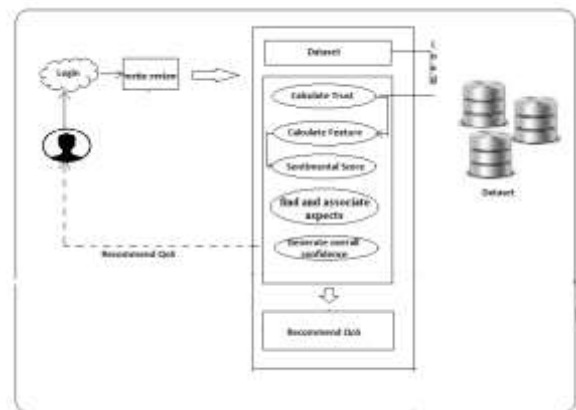 Dataset
Login
Calculate Trust
Calculate Feature
Sentimental Score
find and associate
aspects
Generate overall
confidence
Dataset
Recommend QoS
Recommend QoS